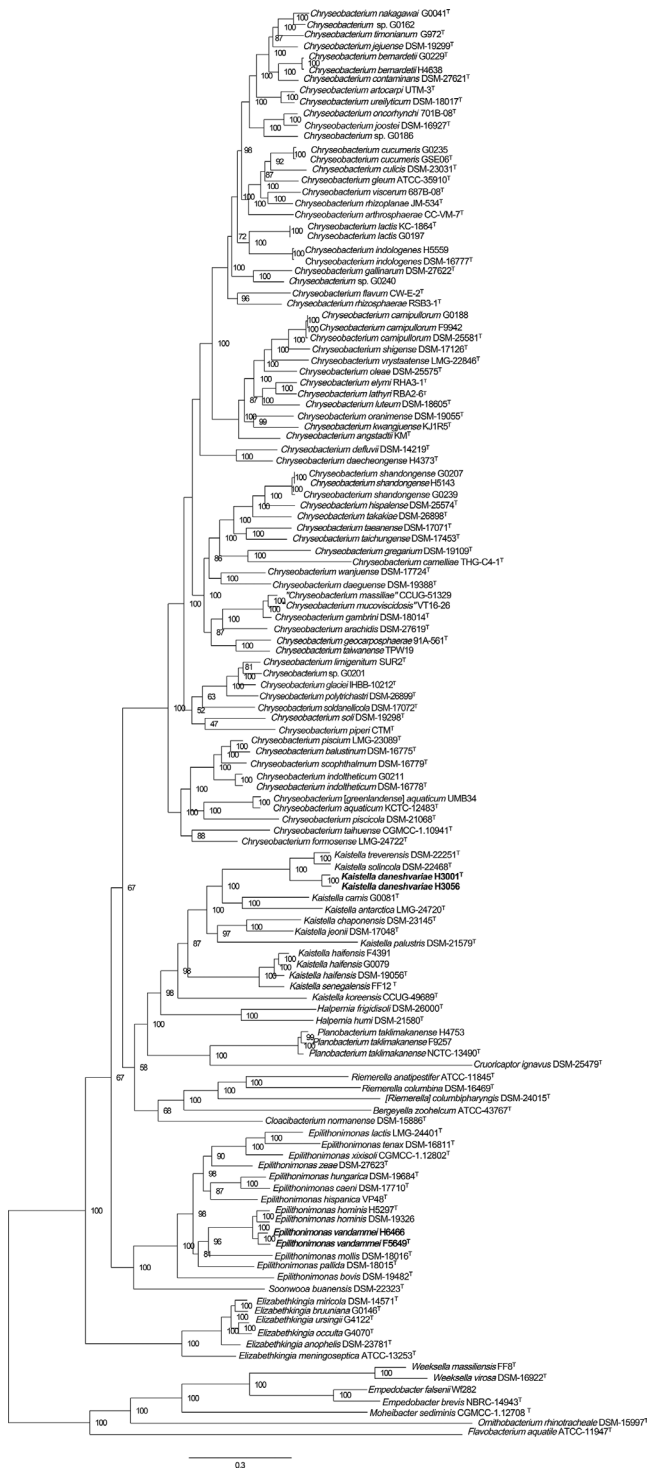 Chryseobacterium nakagawai G0041ᵀ
Chryseobacterium sp. G0162
Chryseobacterium timonianum G972ᵀ
Chryseobacterium jejuense DSM-19299ᵀ
Chryseobacterium bernardetii G0229ᵀ
Chryseobacterium bernardetii H4638
Chryseobacterium contaminans DSM-27621ᵀ
Chryseobacterium artocarpi UTM-3ᵀ
Chryseobacterium ureilyticum DSM-18017ᵀ
Chryseobacterium oncorhynchi 701B-08ᵀ
Chryseobacterium joostei DSM-16927ᵀ
Chryseobacterium sp. G0186
Chryseobacterium cucumeris G0235
Chryseobacterium cucumeris GSE06ᵀ
Chryseobacterium culicis DSM-23031ᵀ
Chryseobacterium gleum ATCC-35910ᵀ
Chryseobacterium viscerum 687B-08ᵀ
Chryseobacterium rhizoplanae JM-534ᵀ
Chryseobacterium arthrosphaerae CC-VM-7ᵀ
Chryseobacterium lactis KC-1864ᵀ
Chryseobacterium lactis G0197
Chryseobacterium indologenes H5559
Chryseobacterium indologenes DSM-16777ᵀ
Chryseobacterium gallinarum DSM-27622ᵀ
Chryseobacterium sp. G0240
Chryseobacterium flavum CW-E-2ᵀ
Chryseobacterium rhizosphaerae RSB3-1ᵀ
Chryseobacterium carnipullorum G0188
Chryseobacterium carnipullorum F9942
Chryseobacterium carnipullorum DSM-25581ᵀ
Chryseobacterium shigense DSM-17126ᵀ
Chryseobacterium vrystaatense LMG-22846ᵀ
Chryseobacterium oleae DSM-25575ᵀ
Chryseobacterium elymi RHA3-1ᵀ
Chryseobacterium lathyri RBA2-6ᵀ
Chryseobacterium luteum DSM-18605ᵀ
Chryseobacterium oranimense DSM-19055ᵀ
Chryseobacterium kwangjuense KJ1R5ᵀ
Chryseobacterium angstadtii KMᵀ
Chryseobacterium defluvii DSM-14219ᵀ
Chryseobacterium daecheongense H4373ᵀ
Chryseobacterium shandongense G0207
Chryseobacterium shandongense H5143
Chryseobacterium shandongense G0239
Chryseobacterium hispalense DSM-25574ᵀ
Chryseobacterium takakiae DSM-26898ᵀ
Chryseobacterium taeanense DSM-17071ᵀ
Chryseobacterium taichungense DSM-17453ᵀ
Chryseobacterium gregarium DSM-19109ᵀ
Chryseobacterium camelliae THG-C4-1ᵀ
Chryseobacterium wanjuense DSM-17724ᵀ
Chryseobacterium daeguense DSM-19388ᵀ
"Chryseobacterium massiliae" CCUG-51329
"Chryseobacterium mucoviscidosis" VT16-26
Chryseobacterium gambrini DSM-18014ᵀ
Chryseobacterium arachidis DSM-27619ᵀ
Chryseobacterium geocarposphaerae 91A-561ᵀ
Chryseobacterium taiwanense TPW19
Chryseobacterium limigenitum SUR2ᵀ
Chryseobacterium sp. G0201
Chryseobacterium glaciei IHBB-10212ᵀ
Chryseobacterium polytrichastri DSM-26899ᵀ
Chryseobacterium soldanellicola DSM-17072ᵀ
Chryseobacterium soli DSM-19298ᵀ
Chryseobacterium piperi CTMᵀ
Chryseobacterium piscium LMG-23089ᵀ
Chryseobacterium balustinum DSM-16775ᵀ
Chryseobacterium scophthalmum DSM-16779ᵀ
Chryseobacterium indoltheticum G0211
Chryseobacterium indoltheticum DSM-16778ᵀ
Chryseobacterium [greenlandense] aquaticum UMB34
Chryseobacterium aquaticum KCTC-12483ᵀ
Chryseobacterium piscicola DSM-21068ᵀ
Chryseobacterium taihuense CGMCC-1.10941ᵀ
Chryseobacterium formosense LMG-24722ᵀ
Kaistella treverensis DSM-22251ᵀ
Kaistella solincola DSM-22468ᵀ
Kaistella daneshvariae H3001ᵀ
Kaistella daneshvariae H3056
Kaistella carnis G0081ᵀ
Kaistella antarctica LMG-24720ᵀ
Kaistella chaponensis DSM-23145ᵀ
Kaistella jeonii DSM-17048ᵀ
Kaistella palustris DSM-21579ᵀ
Kaistella haifensis F4391
Kaistella haifensis G0079
Kaistella haifensis DSM-19056ᵀ
Kaistella senegalensis FF12ᵀ
Kaistella koreensis CCUG-49689ᵀ
Halpernia frigidisoli DSM-26000ᵀ
Halpernia humi DSM-21580ᵀ
Planobacterium taklimakanense H4753
Planobacterium taklimakanense F9257
Planobacterium taklimakanense NCTC-13490ᵀ
Cruoricaptor ignavus DSM-25479ᵀ
Riemerella anatipestifer ATCC-11845ᵀ
Riemerella columbina DSM-16469ᵀ
[Riemerella] columbipharyngis DSM-24015ᵀ
Bergeyella zoohelcum ATCC-43767ᵀ
Cloacibacterium normanense DSM-15886ᵀ
Epilithonimonas lactis LMG-24401ᵀ
Epilithonimonas tenax DSM-16811ᵀ
Epilithonimonas xixisoli CGMCC-1.12802ᵀ
Epilithonimonas zeae DSM-27623ᵀ
Epilithonimonas hungarica DSM-19684ᵀ
Epilithonimonas caeni DSM-17710ᵀ
Epilithonimonas hispanica VP48ᵀ
Epilithonimonas hominis H5297ᵀ
Epilithonimonas hominis DSM-19326
Epilithonimonas vandammei H6466
Epilithonimonas vandammei F5649ᵀ
Epilithonimonas mollis DSM-18016ᵀ
Epilithonimonas pallida DSM-18015ᵀ
Epilithonimonas bovis DSM-19482ᵀ
Soonwooa buanensis DSM-22323ᵀ
Elizabethkingia miricola DSM-14571ᵀ
Elizabethkingia bruuniana G0146ᵀ
Elizabethkingia ursingii G4122ᵀ
Elizabethkingia occulta G4070ᵀ
Elizabethkingia anophelis DSM-23781ᵀ
Elizabethkingia meningoseptica ATCC-13253ᵀ
Weeksella massiliensis FF8ᵀ
Weeksella virosa DSM-16922ᵀ
Empedobacter falsenii Wf282
Empedobacter brevis NBRC-14943ᵀ
Moheibacter sediminis CGMCC-1.12708 ᵀ
Ornithobacterium rhinotracheale DSM-15997ᵀ
Flavobacterium aquatile ATCC-11947ᵀ
0.3